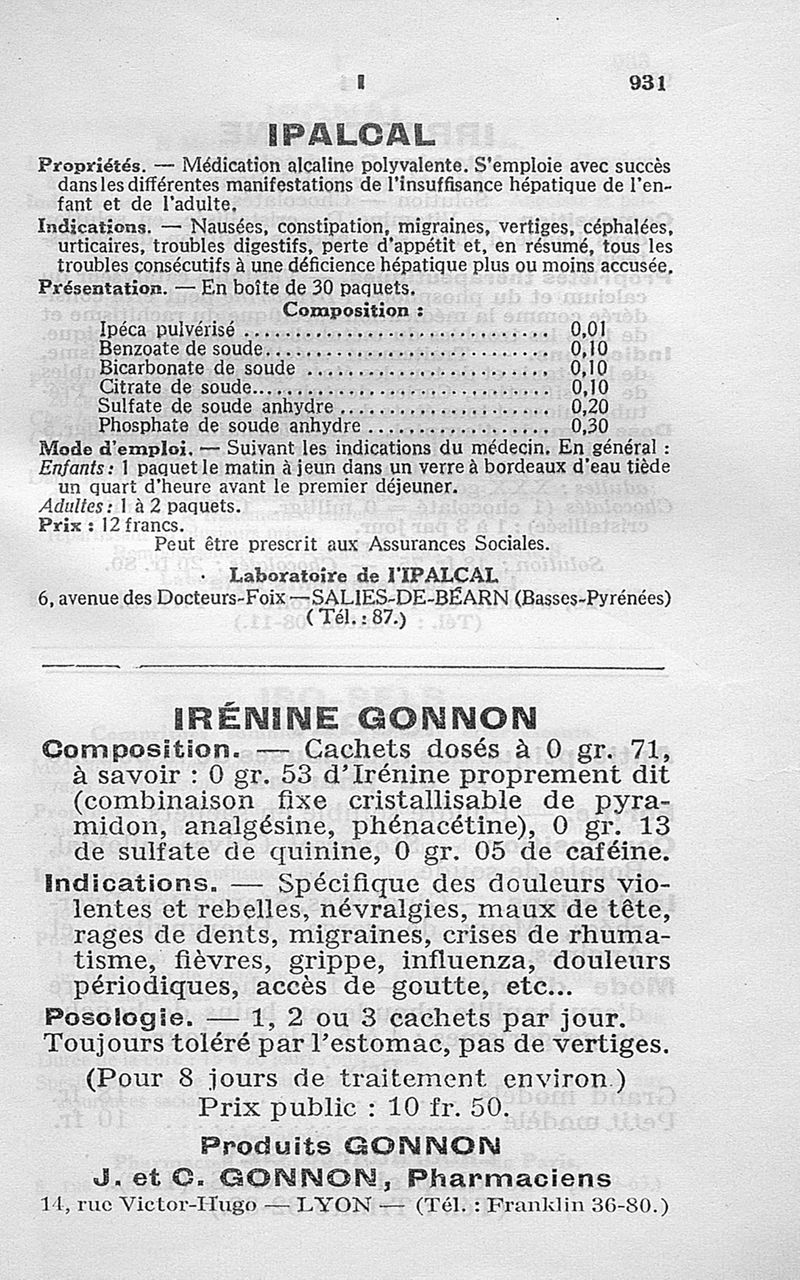 I 931
IPALCAL
Propriétés. — Médication alcaline polyvalente. S'emploie avec succès
dans les différentes manifestations de l'insuffisance hépatique de l'en-
fant et de l'adulte.
Indications. — Nausées, constipation, migraines, vertiges, céphalées,
urticaires, troubles digestifs, perte d'appétit et, en résumé, tous les
troubles consécutifs à une déficience hépatique plus ou moins accusée.
Présentation. — En boîte de 30 paquets.
Composition :
Ipéca pulvérisé .............................. 0,01
Benzoate de soude............................ 0,10
Bicarbonate de soude ........................ 0,10
Citrate de soude............................. 0,10
Sulfate de soude anhydre ..................... 0,20
Phosphate de soude anhydre .................. 0,30
Mode d'emploi. — Suivant les indications du médecin. En général :
Enfants : 1 paquet le matin à jeun dans un verre à bordeaux d'eau tiède
un quart d'heure avant le premier déjeuner.
Adultes : 1 à 2 paquets.
Prix : 12 francs.
Peut être prescrit aux Assurances Sociales.
Laboratoire de l'IPALCAL
6, avenue des Docteurs-Foix — SALIES-DE-BÉARN (Basses-Pyrénées)
(Tél. : 87.)
IRÉNINE GONNON
Composition. — Cachets dosés à 0 gr. 71,
à savoir : 0 gr. 53 d'Irénine proprement dit
(combinaison fixe cristallisable de pyra-
midon, analgésine, phénacétine), 0 gr. 13
de sulfate de quinine, 0 gr. 05 de caféine.
Indications. — Spécifique des douleurs vio-
lentes et rebelles, névralgies, maux de tête,
rages de dents, migraines, crises de rhuma-
tisme, fièvres, grippe, influenza, douleurs
périodiques, accès de goutte, etc...
Posologie. — 1, 2 ou 3 cachets par jour.
Toujours toléré par l'estomac, pas de vertiges.
(Pour 8 jours de traitement environ.)
Prix public : 10 fr. 50.
Produits GONNON
J. et C. GONNON, Pharmaciens
14, rue Victor-Hugo — LYON — (Tél. : Franklin 36-80.)